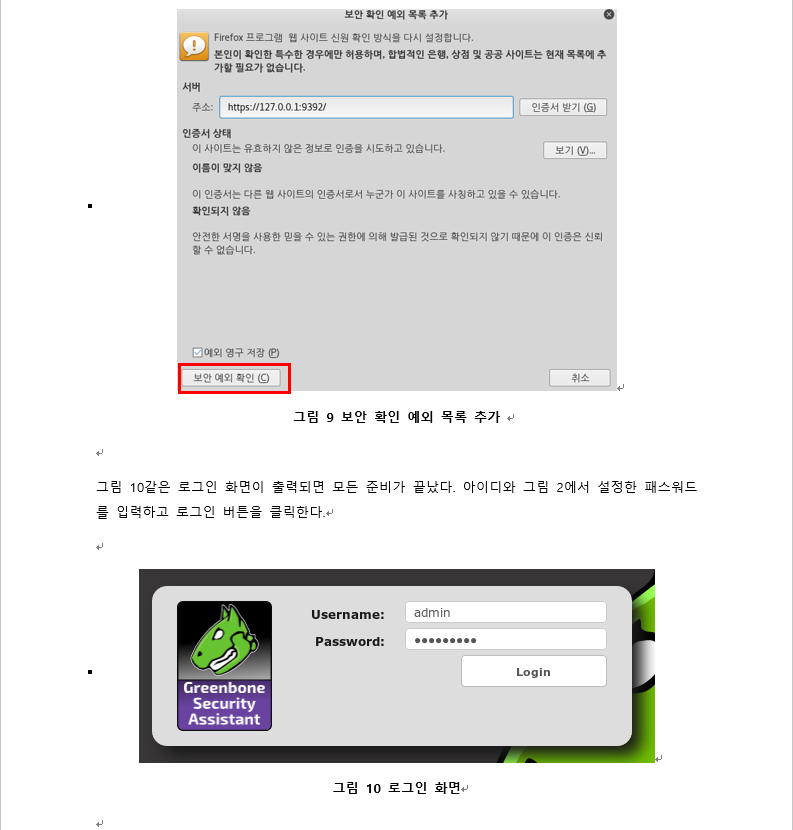 보안 확인 예외 목록 추가
Firefox 프로그램 웹 사이트 신원 확인 방식을 다시 설정합니다.
본인이 확인한 특수한 경우에만 허용하며, 합법적인 은행, 상점 및 공공 사이트는 현재 목록에 추
가할 필요가 없습니다.
서버
주소: https://127.0.0.1:9392/ 인증서 받기 (G)
인증서 상태
이 사이트는 유효하지 않은 정보로 인증을 시도하고 있습니다. 보기 (V)...
이름이 맞지 않음
이 인증서는 다른 웹 사이트의 인증서로서 누군가 이 사이트를 사칭하고 있을 수 있습니다.
확인되지 않음
안전한 서명을 사용한 믿을 수 있는 권한에 의해 발급된 것으로 확인되지 않기 때문에 이 인증은 신뢰
할 수 없습니다.
예외 영구 저장 (P)
보안 예외 확인 (C) 취소
그림 9 보안 확인 예외 목록 추가
그림 10같은 로그인 화면이 출력되면 모든 준비가 끝났다. 아이디와 그림 2에서 설정한 패스워드
를 입력하고 로그인 버튼을 클릭한다.
Username: admin
Password: ●●●●●●●●●
Login
Greenbone
Security
Assistant
그림 10 로그인 화면